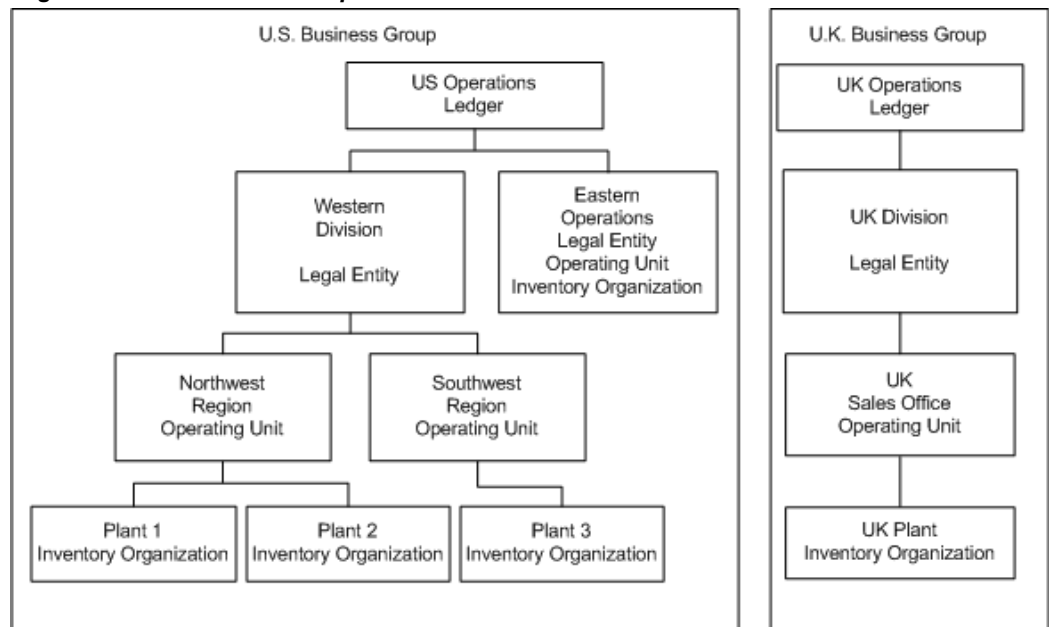 U.S. Business Group
US Operations
Ledger
Western
Division
Legal Entity
Eastern
Operations
Legal Entity
Operating Unit
Inventory Organization
Northwest
Region
Operating Unit
Southwest
Region
Operating Unit
Plant 1
Inventory Organization
Plant 2
Inventory Organization
Plant 3
Inventory Organization
U.K. Business Group
UK Operations
Ledger
UK Division
Legal Entity
UK
Sales Office
Operating Unit
UK Plant
Inventory Organization